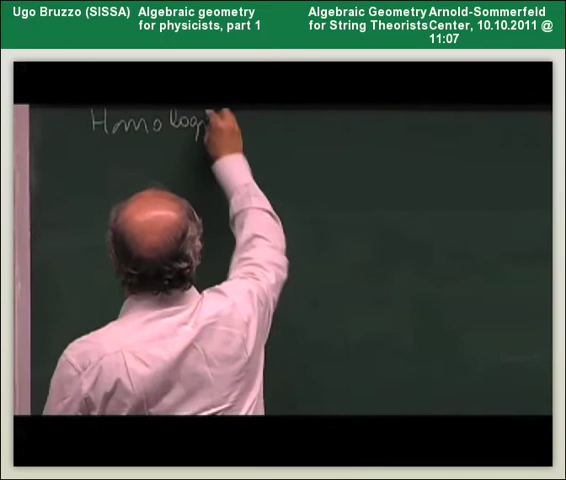 Ugo Bruzzo (SISSA)
Algebraic geometry
for physicists, part 1
Algebraic Geometry
for String Theorists
Arnold-Sommerfeld
Center, 10.10.2011 @
11:07
Homolog